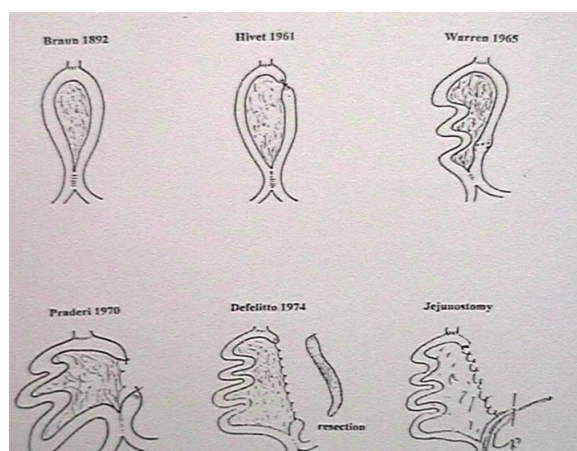 Braun 1892
Hivet 1961
Warren 1965
Praderi 1970
Defelitto 1974
Jejunostomy
resection